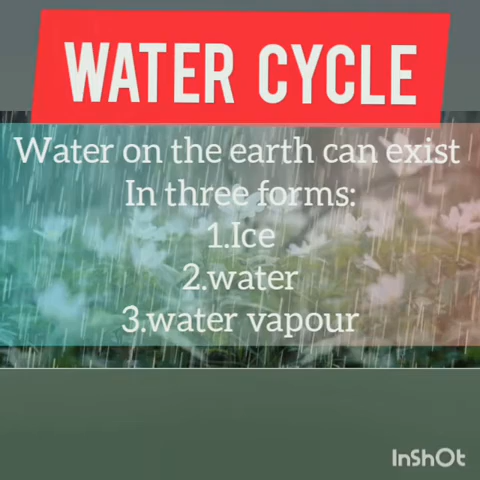 WATER CYCLE
Water on the earth can exist
In three forms:
1.Ice
2.water
3.water vapour
InShOt